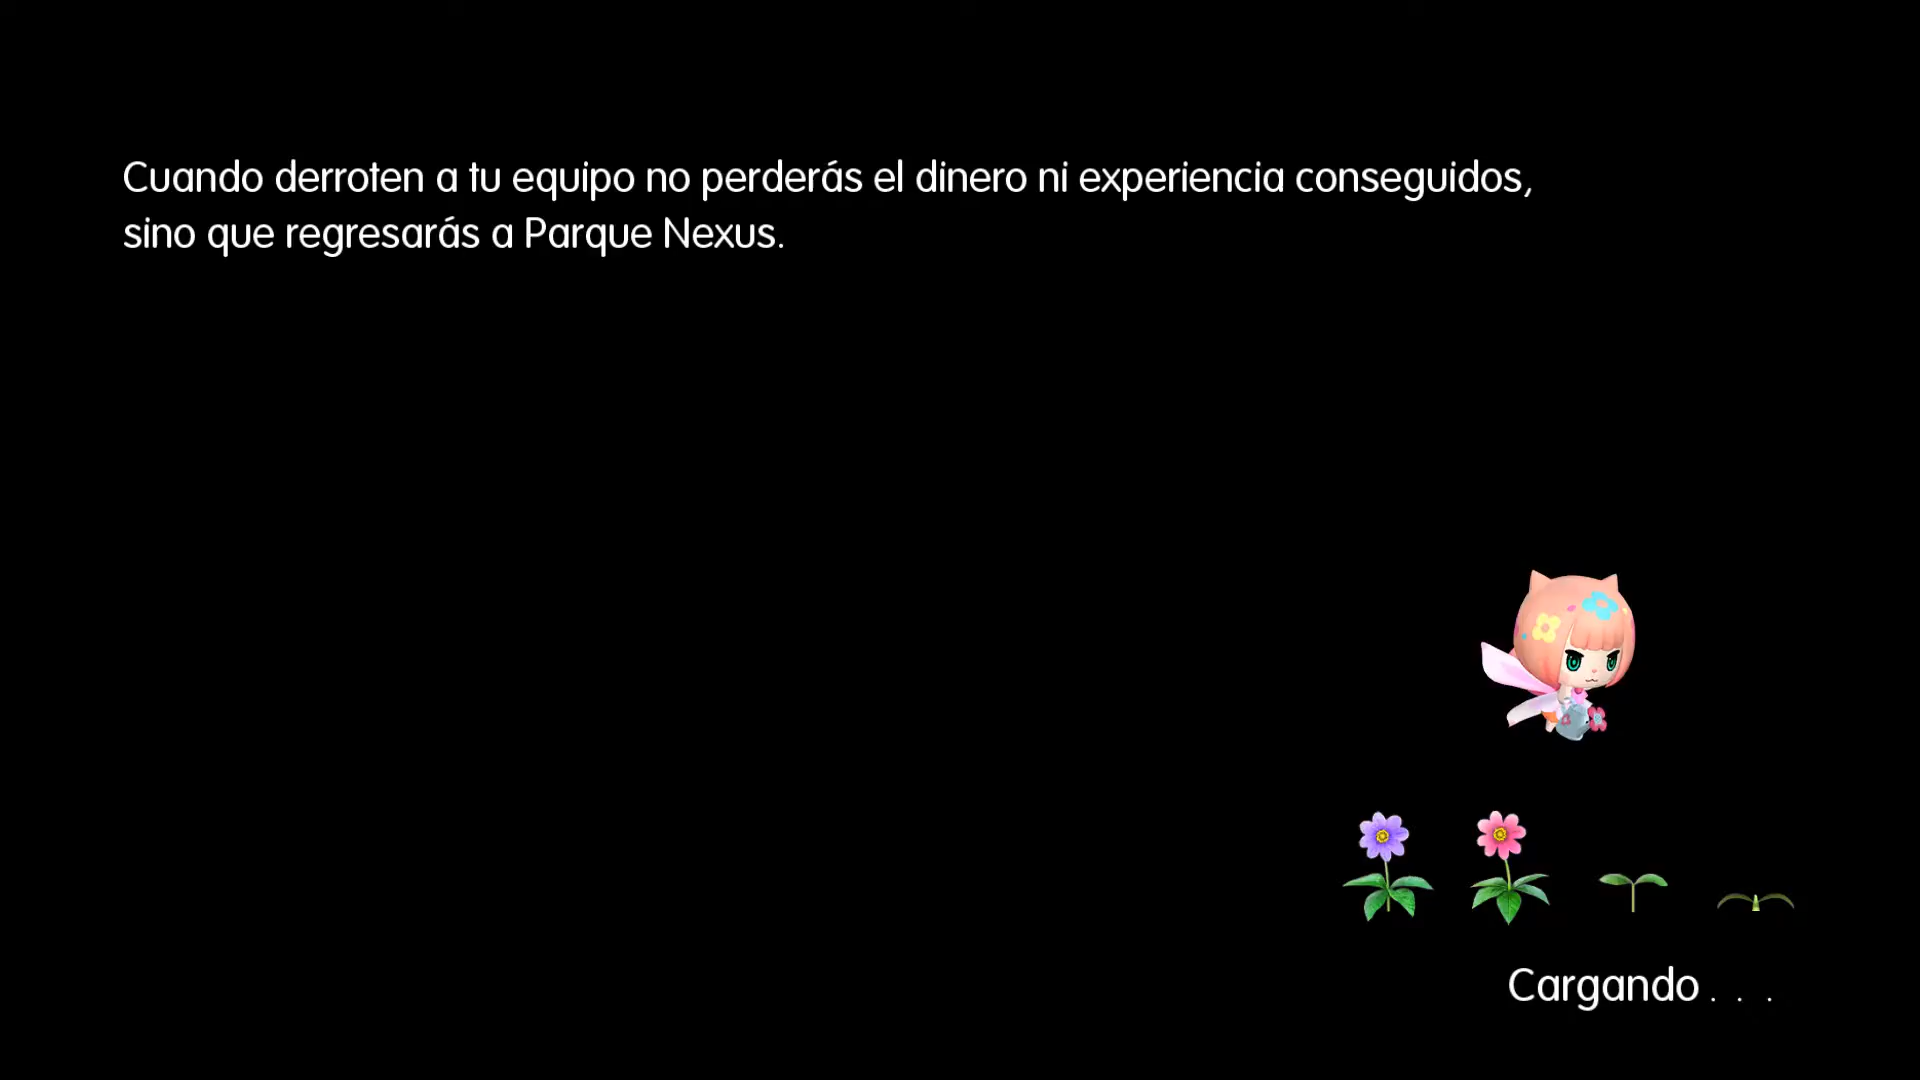 Cuando derroten a tu equipo no perderás el dinero ni experiencia conseguidos,
sino que regresarás a Parque Nexus.
Cargando . . .